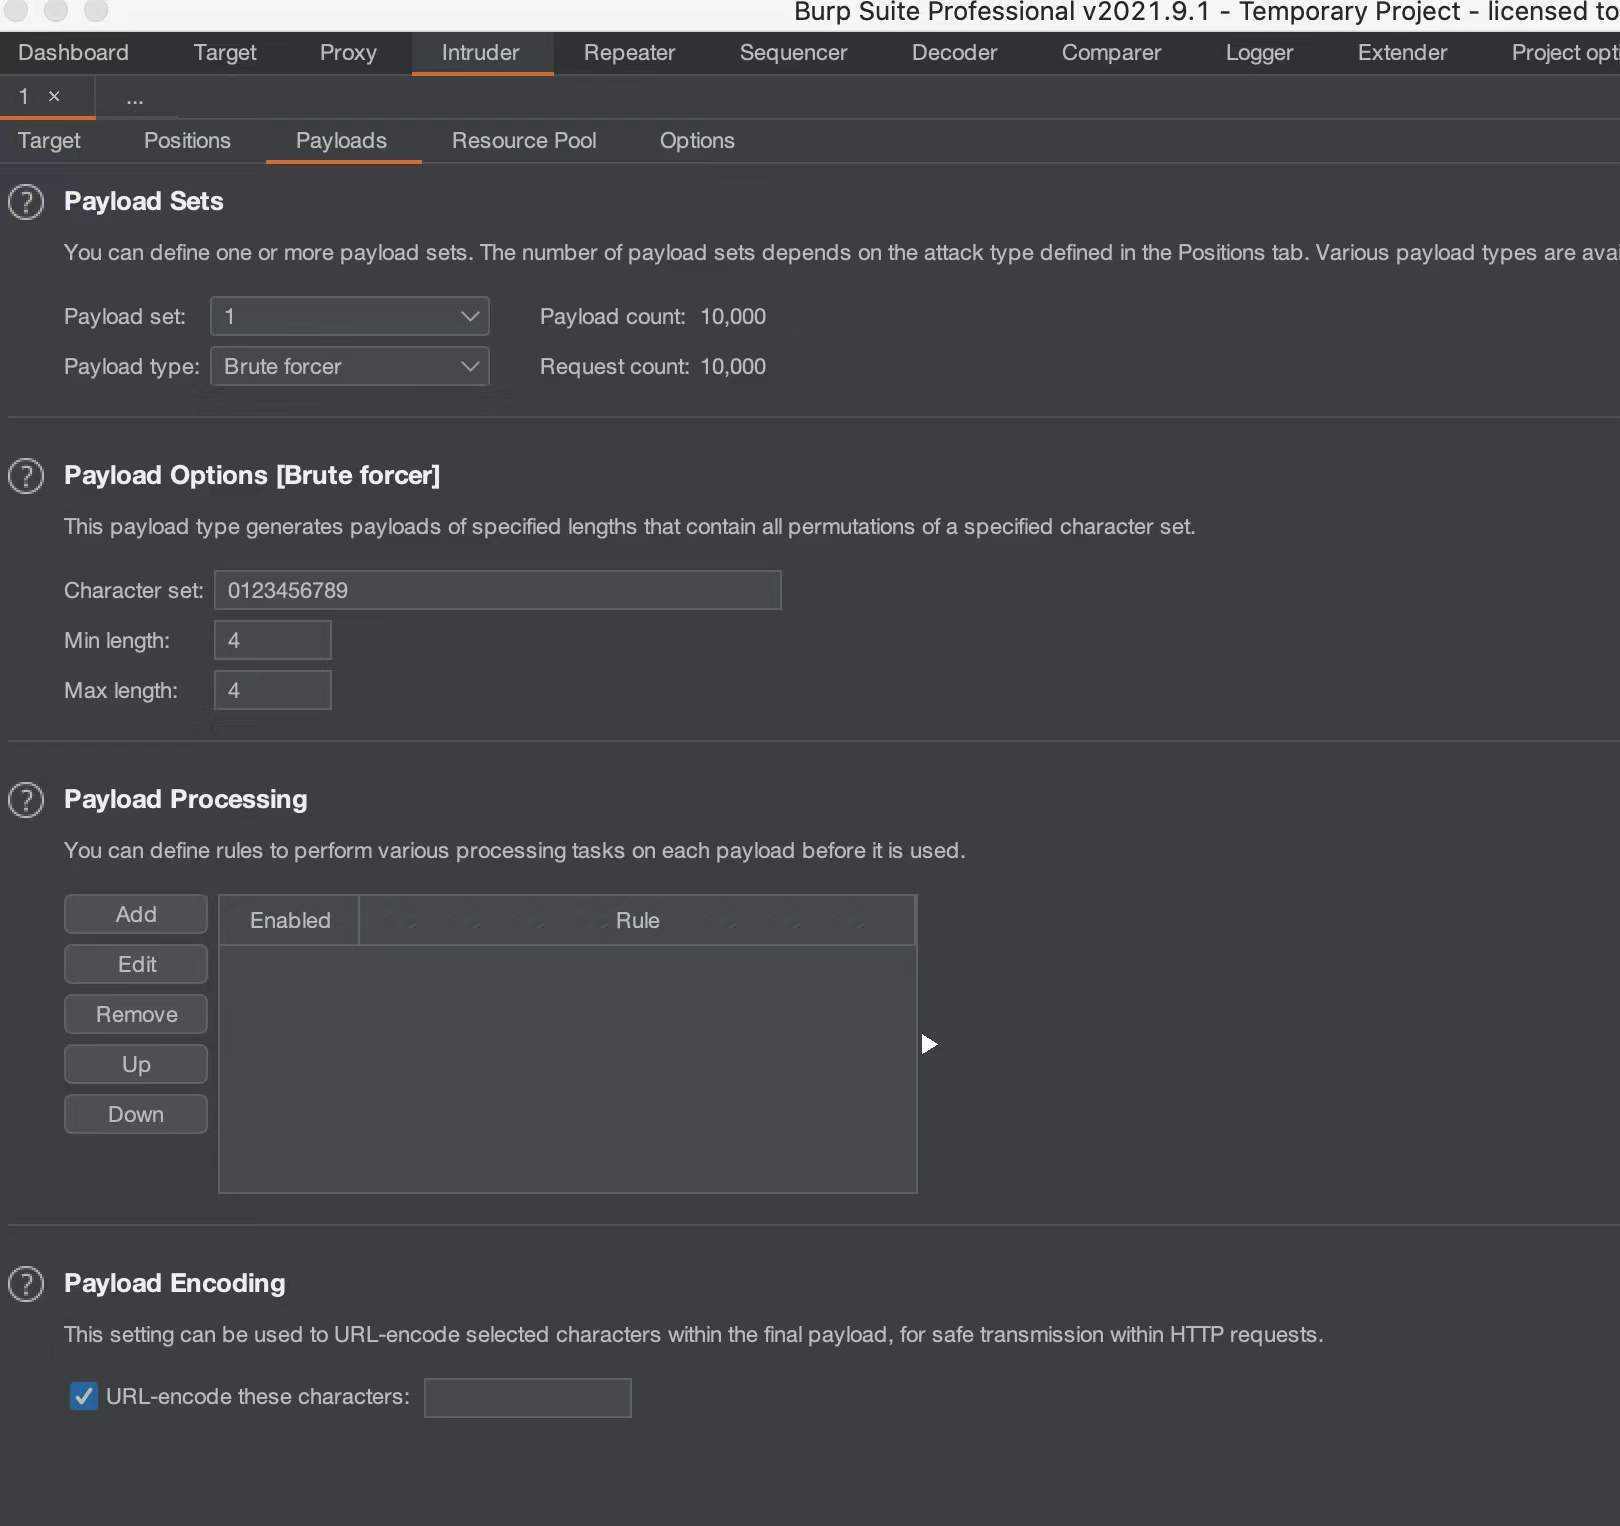 Burp Suite Professional v2021.9.1 - Temporary Project - licensed to
Dashboard Target Proxy Intruder Repeater Sequencer Decoder Comparer Logger Extender Project opti
1 × ...
Target Positions Payloads Resource Pool Options
? Payload Sets
You can define one or more payload sets. The number of payload sets depends on the attack type defined in the Positions tab. Various payload types are avai
Payload set: 1 Payload count: 10,000
Payload type: Brute forcer Request count: 10,000
? Payload Options [Brute forcer]
This payload type generates payloads of specified lengths that contain all permutations of a specified character set.
Character set: 0123456789
Min length: 4
Max length: 4
? Payload Processing
You can define rules to perform various processing tasks on each payload before it is used.
Add Enabled Rule
Edit
Remove
Up
Down
? Payload Encoding
This setting can be used to URL-encode selected characters within the final payload, for safe transmission within HTTP requests.
URL-encode these characters: